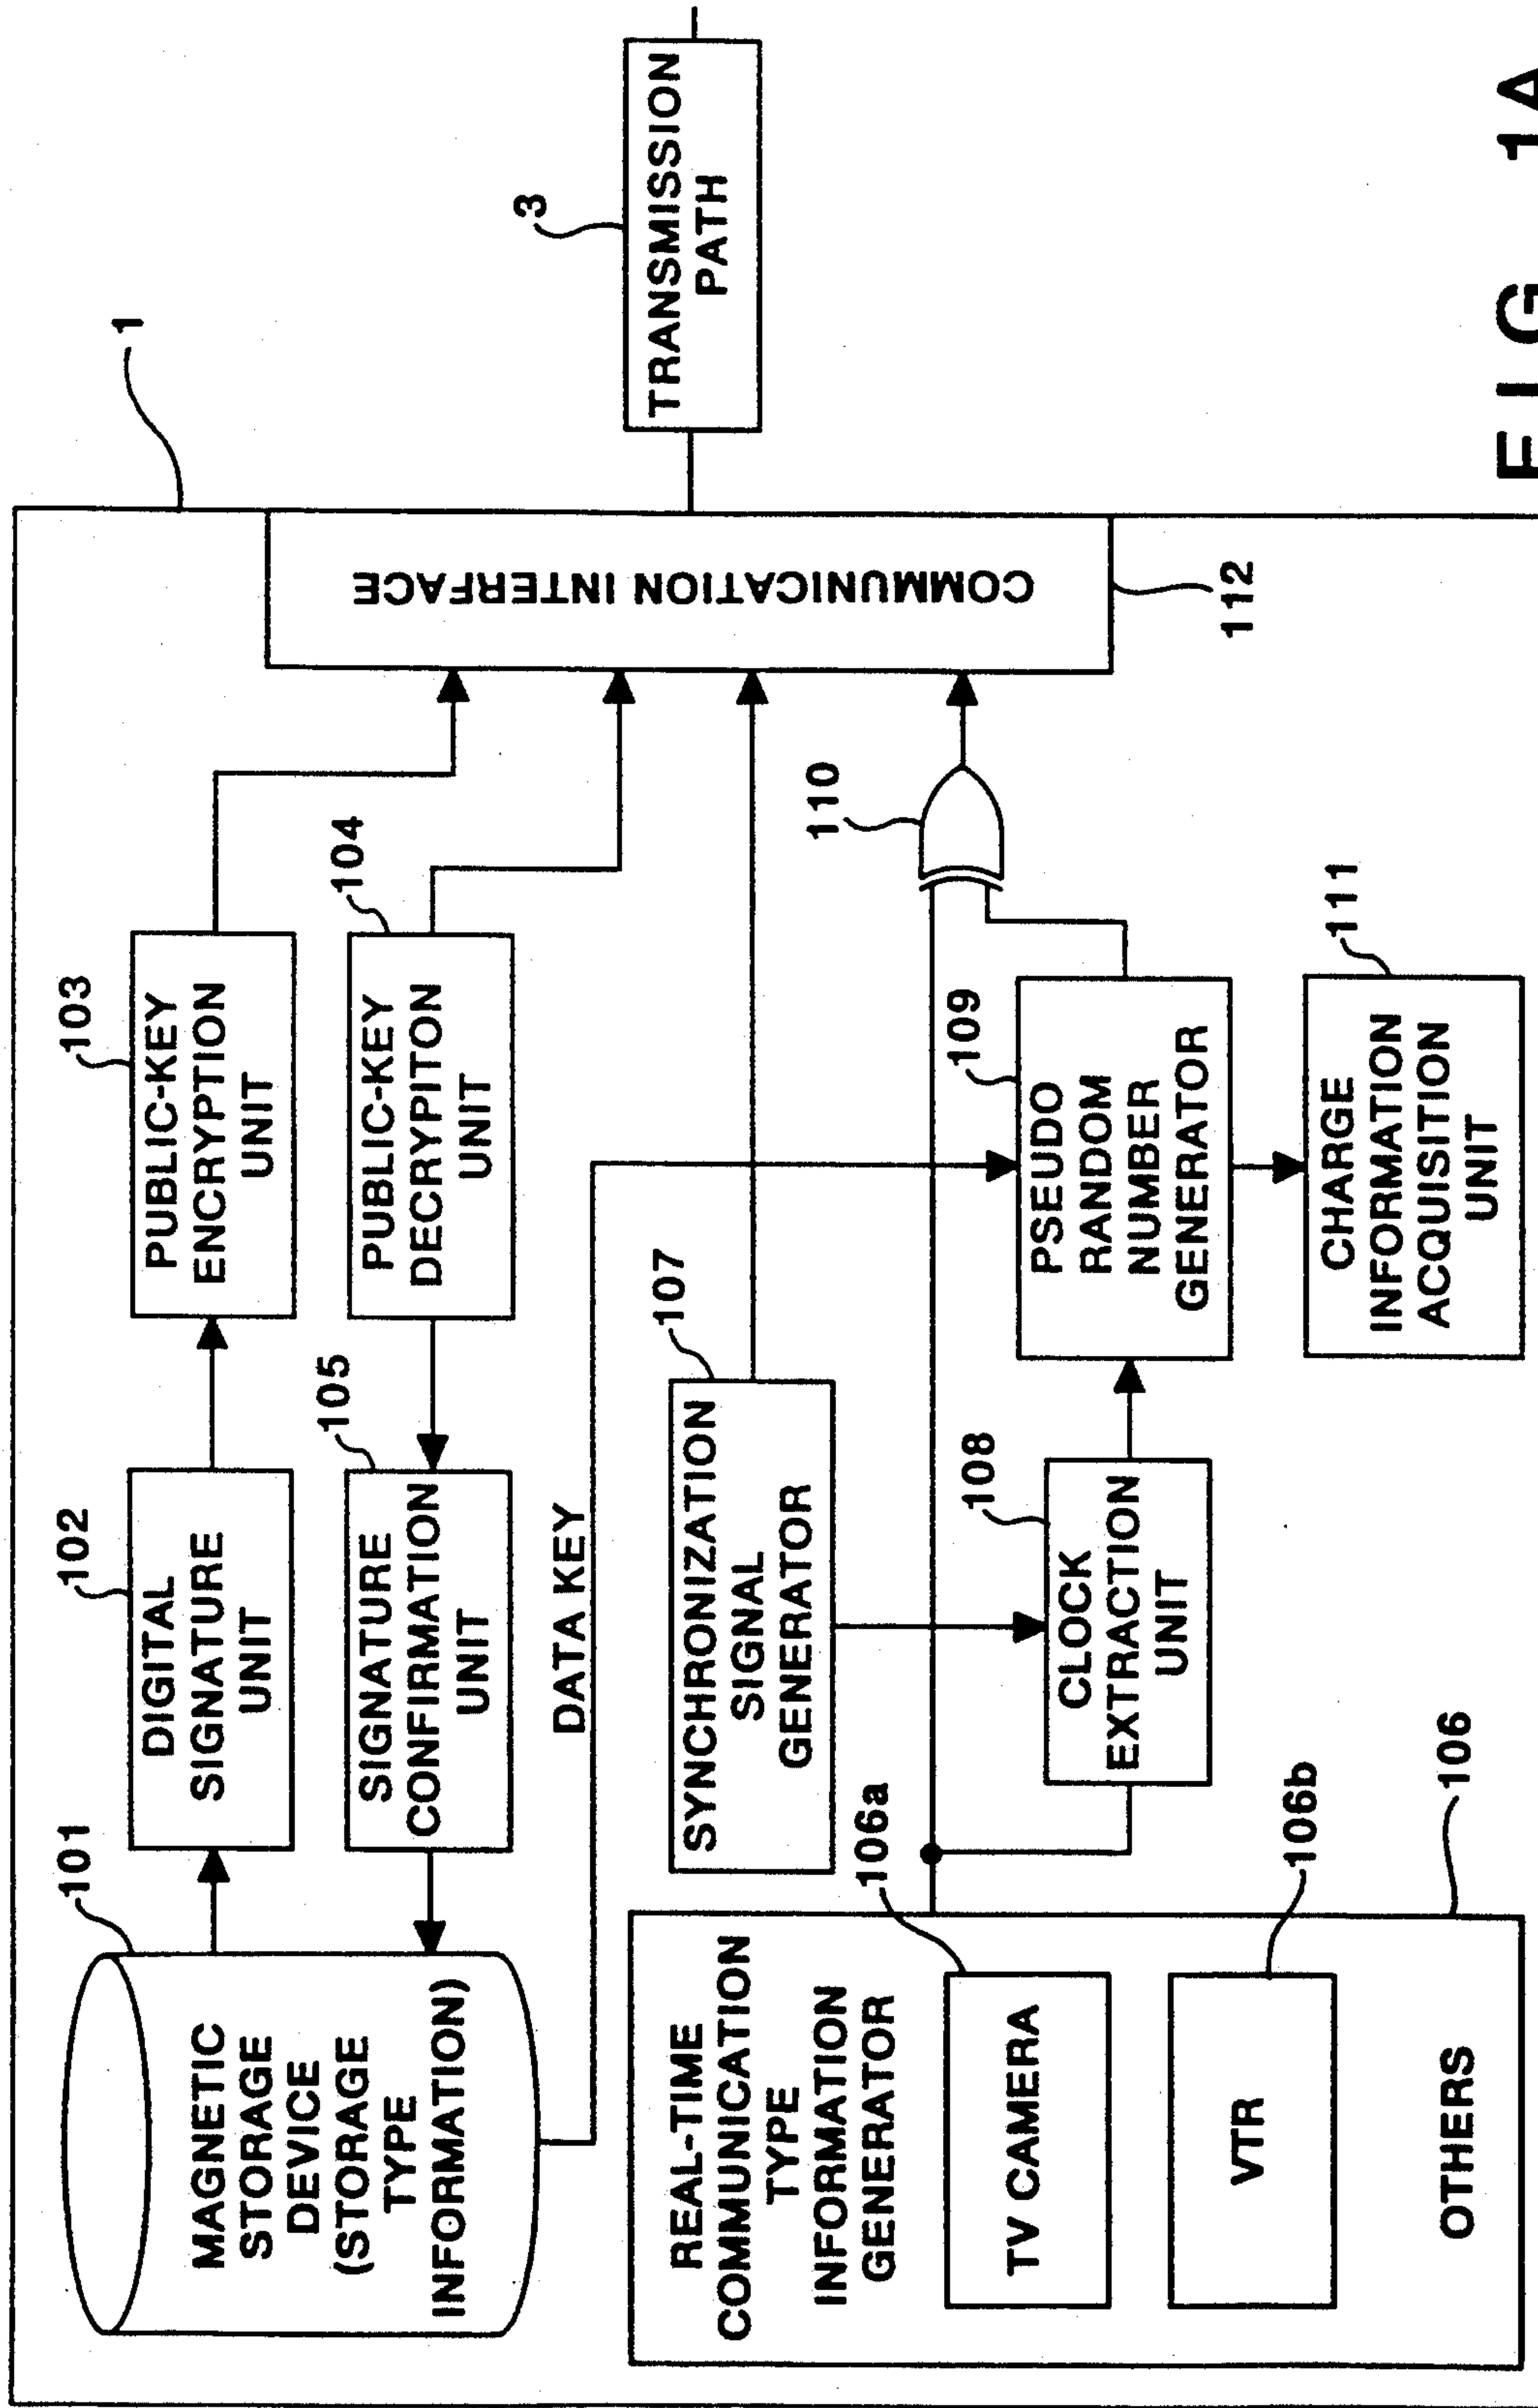 1
101
MAGNETIC
STORAGE
DEVICE
(STORAGE
TYPE
INFORMATION)
102
DIGITAL
SIGNATURE
UNIT
103
PUBLIC-KEY
ENCRYPTION
UNIT
105
SIGNATURE
CONFIRMATION
UNIT
104
PUBLIC-KEY
DECRYPITON
UNIT
DATA KEY
COMMUNICATION INTERFACE
112
3
TRANSMISSION
PATH
107
SYNCHRONIZATION
SIGNAL
GENERATOR
REAL-TIME
COMMUNICATION
TYPE
INFORMATION
GENERATOR
106a
TV CAMERA
106b
VTR
OTHERS
106
108
CLOCK
EXTRACTION
UNIT
109
PSEUDO
RANDOM
NUMBER
GENERATOR
110
111
CHARGE
INFORMATION
ACQUISITION
UNIT
FIG. 1A